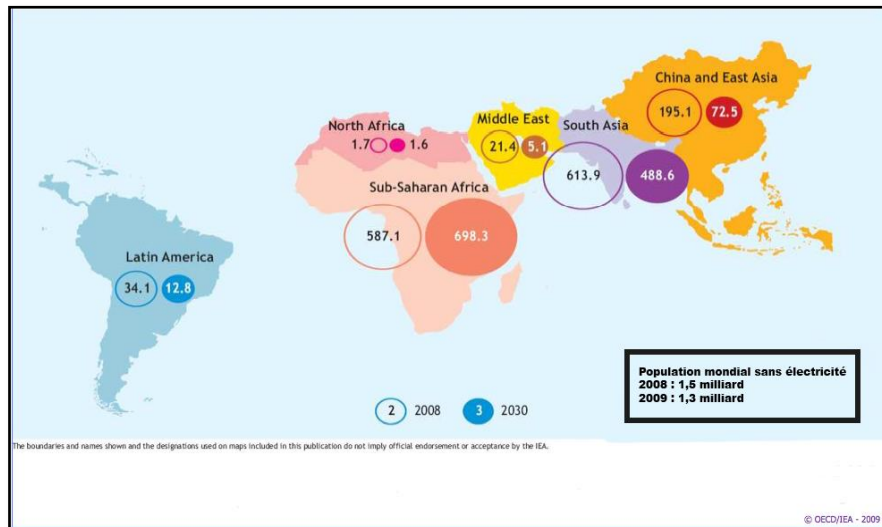 China and East Asia
195.1 72.5
North Africa
1.7 1.6
Middle East
21.4 5.1
South Asia
613.9 488.6
Sub-Saharan Africa
587.1 698.3
Latin America
34.1 12.8
Population mondial sans électricité
2008 : 1,5 milliard
2009 : 1,3 milliard
2 2008 3 2030
The boundaries and names shown and the designations used on maps included in this publication do not imply official endorsement or acceptance by the IEA.
© OECD/IEA - 2009